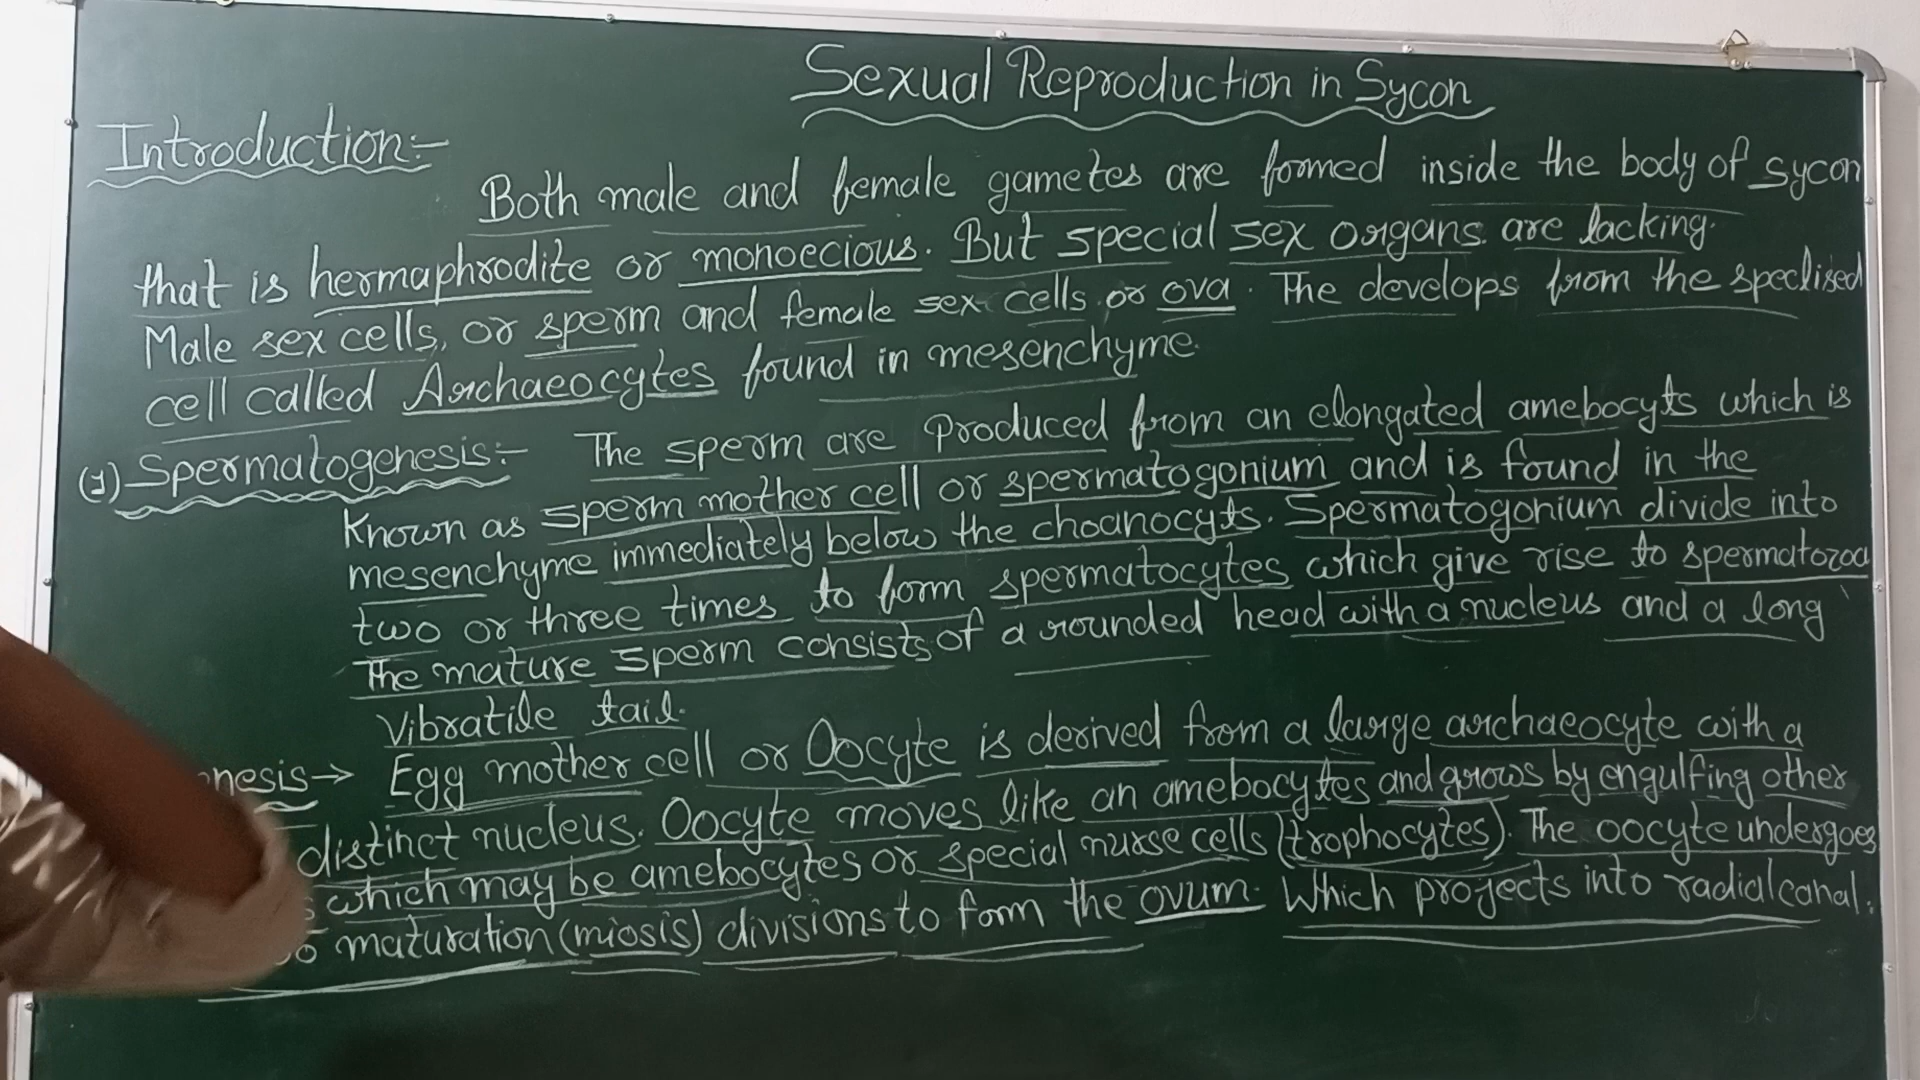 Sexual Reproduction in Sycon
Introduction:-
Both male and female gametes are formed inside the body of sycon
that is hermaphrodite or monoecious. But special sex organs are lacking.
Male sex cells, or sperm and female sex cells or ova. The develops from the speclised
cell called Archaeocytes found in mesenchyme.
(1) Spermatogenesis:- The sperm are produced from an elongated amebocyts which is
Known as sperm mother cell or spermatogonium and is found in the
mesenchyme immediately below the choanocyts. Spermatogonium divide into
two or three times to form spermatocytes which give rise to spermatozoa
The mature sperm consists of a rounded head with a nucleus and a long
Vibratile tail.
nesis→ Egg mother cell or Oocyte is derived from a large archaeocyte with a
distinct nucleus. Oocyte moves like an amebocytes and grows by engulfing other
which may be amebocytes or special nurse cells (trophocytes). The oocyte undergoes
maturation (miosis) divisions to form the ovum. Which projects into radial canal.